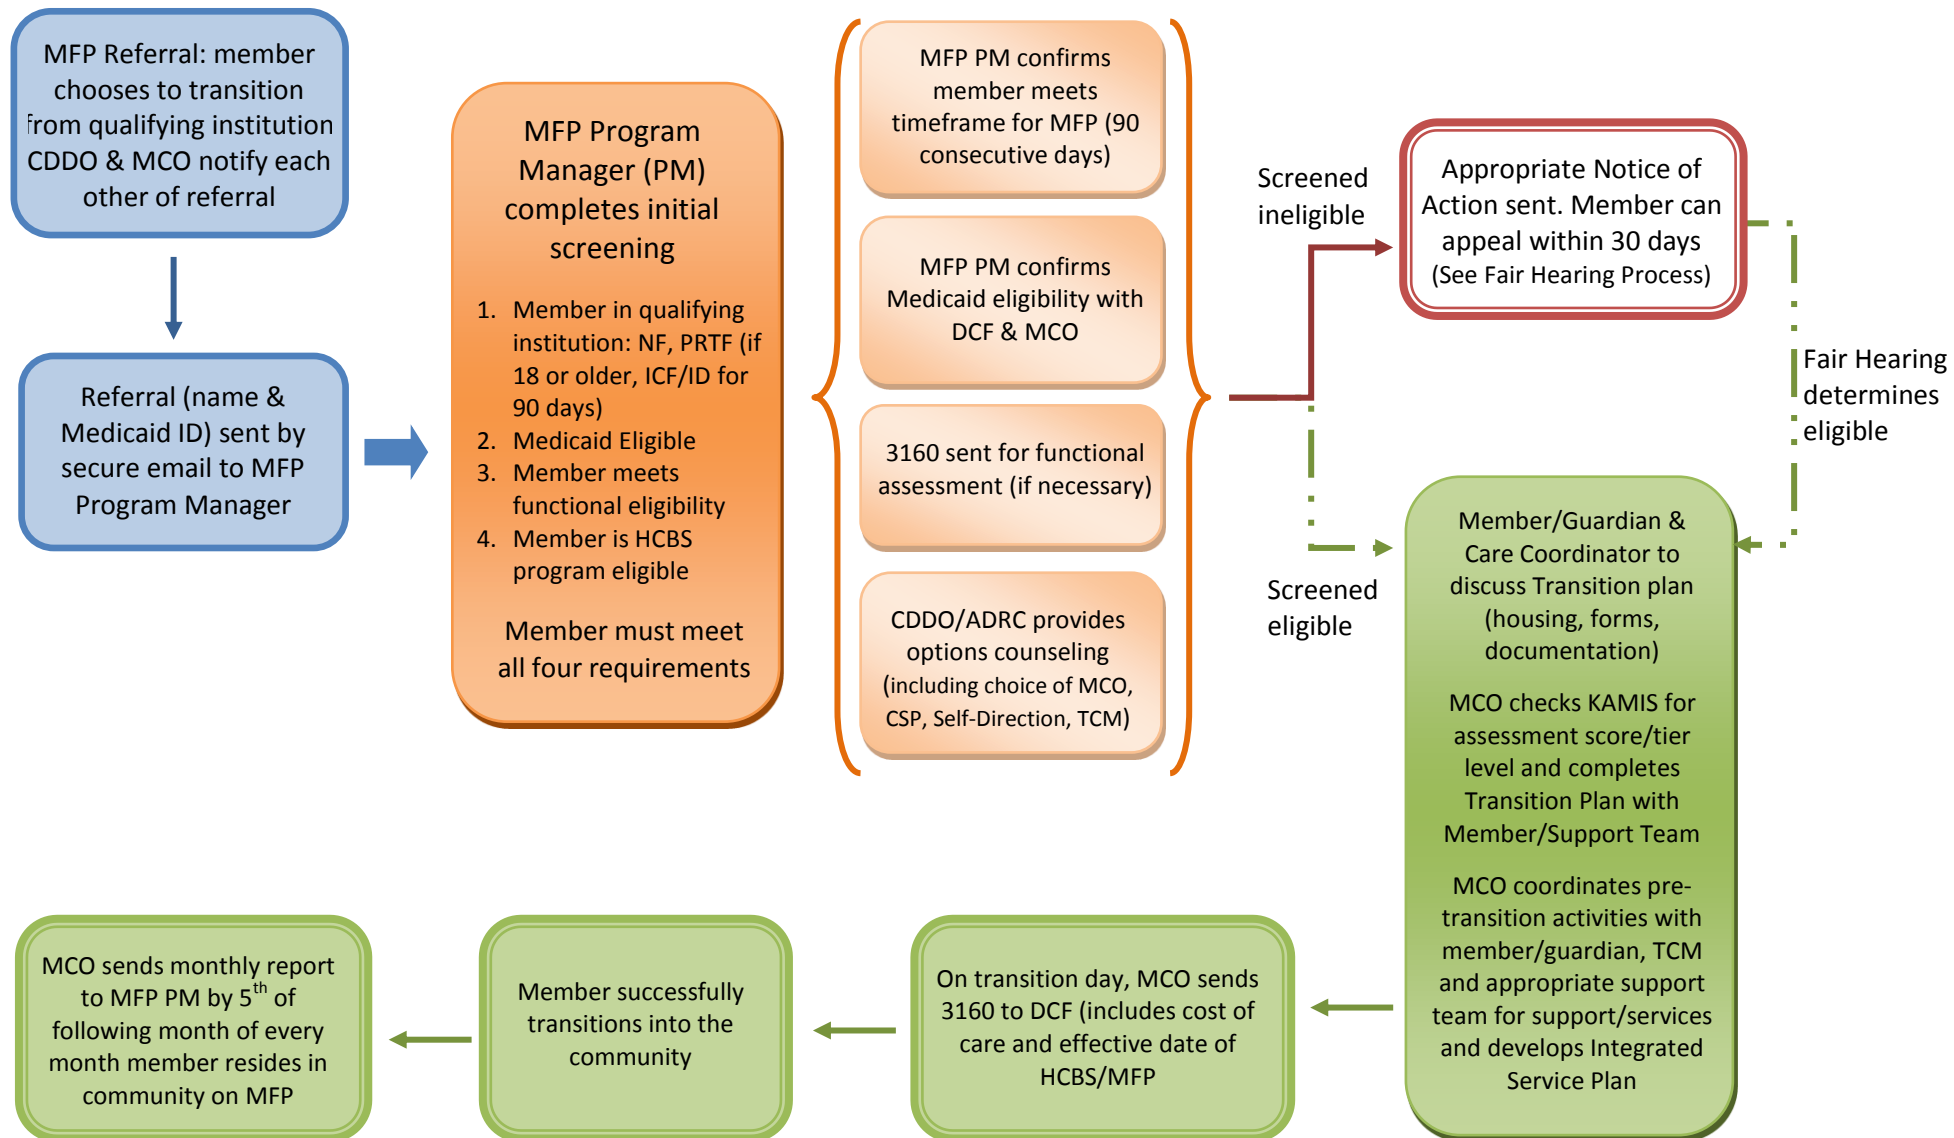 MFP Referral: member
chooses to transition
from qualifying institution
CDDO & MCO notify each
other of referral
Referral (name &
Medicaid ID) sent by
secure email to MFP
Program Manager
MFP Program
Manager (PM)
completes initial
screening
1. Member in qualifying
institution: NF, PRTF (if
18 or older, ICF/ID for
90 days)
2. Medicaid Eligible
3. Member meets
functional eligibility
4. Member is HCBS
program eligible
Member must meet
all four requirements
MFP PM confirms
member meets
timeframe for MFP (90
consecutive days)
MFP PM confirms
Medicaid eligibility with
DCF & MCO
3160 sent for functional
assessment (if necessary)
CDDO/ADRC provides
options counseling
(including choice of MCO,
CSP, Self-Direction, TCM)
Screened
ineligible
Screened
eligible
Appropriate Notice of
Action sent. Member can
appeal within 30 days
(See Fair Hearing Process)
Fair Hearing
determines
eligible
Member/Guardian &
Care Coordinator to
discuss Transition plan
(housing, forms,
documentation)
MCO checks KAMIS for
assessment score/tier
level and completes
Transition Plan with
Member/Support Team
MCO coordinates pre-
transition activities with
member/guardian, TCM
and appropriate support
team for support/services
and develops Integrated
Service Plan
On transition day, MCO sends
3160 to DCF (includes cost of
care and effective date of
HCBS/MFP
Member successfully
transitions into the
community
MCO sends monthly report
to MFP PM by 5th of
following month of every
month member resides in
community on MFP